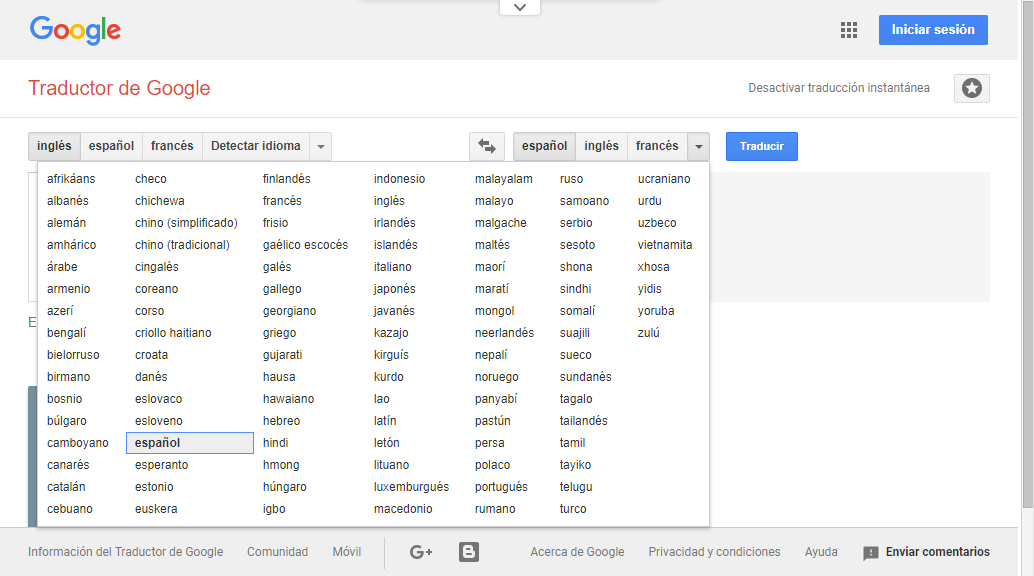 Google
Iniciar sesión
Traductor de Google
Desactivar traducción instantánea
inglés español francés Detectar idioma español inglés francés Traducir
afrikáans checo finlandés indonesio malayalam ruso ucraniano
albanés chichewa francés inglés malayo samoano urdu
alemán chino (simplificado) frisio irlandés malgache serbio uzbeco
amhárico chino (tradicional) gaélico escocés islandés maltés sesoto vietnamita
árabe cingalés galés italiano maorí shona xhosa
armenio coreano gallego japonés maratí sindhi yidis
azerí corso georgiano javanés mongol somalí yoruba
bengalí criollo haitiano griego kazajo neerlandés suajili zulú
bielorruso croata gujarati kirguís nepalí sueco
birmano danés hausa kurdo noruego sundanés
bosnio eslovaco hawaiano lao panyabí tagalo
búlgaro esloveno hebreo latín pastún tailandés
camboyano español hindi letón persa tamil
canarés esperanto hmong lituano polaco tayiko
catalán estonio húngaro luxemburgués portugués telugu
cebuano euskera igbo macedonio rumano turco
Información del Traductor de Google Comunidad Móvil G+ B Acerca de Google Privacidad y condiciones Ayuda Enviar comentarios